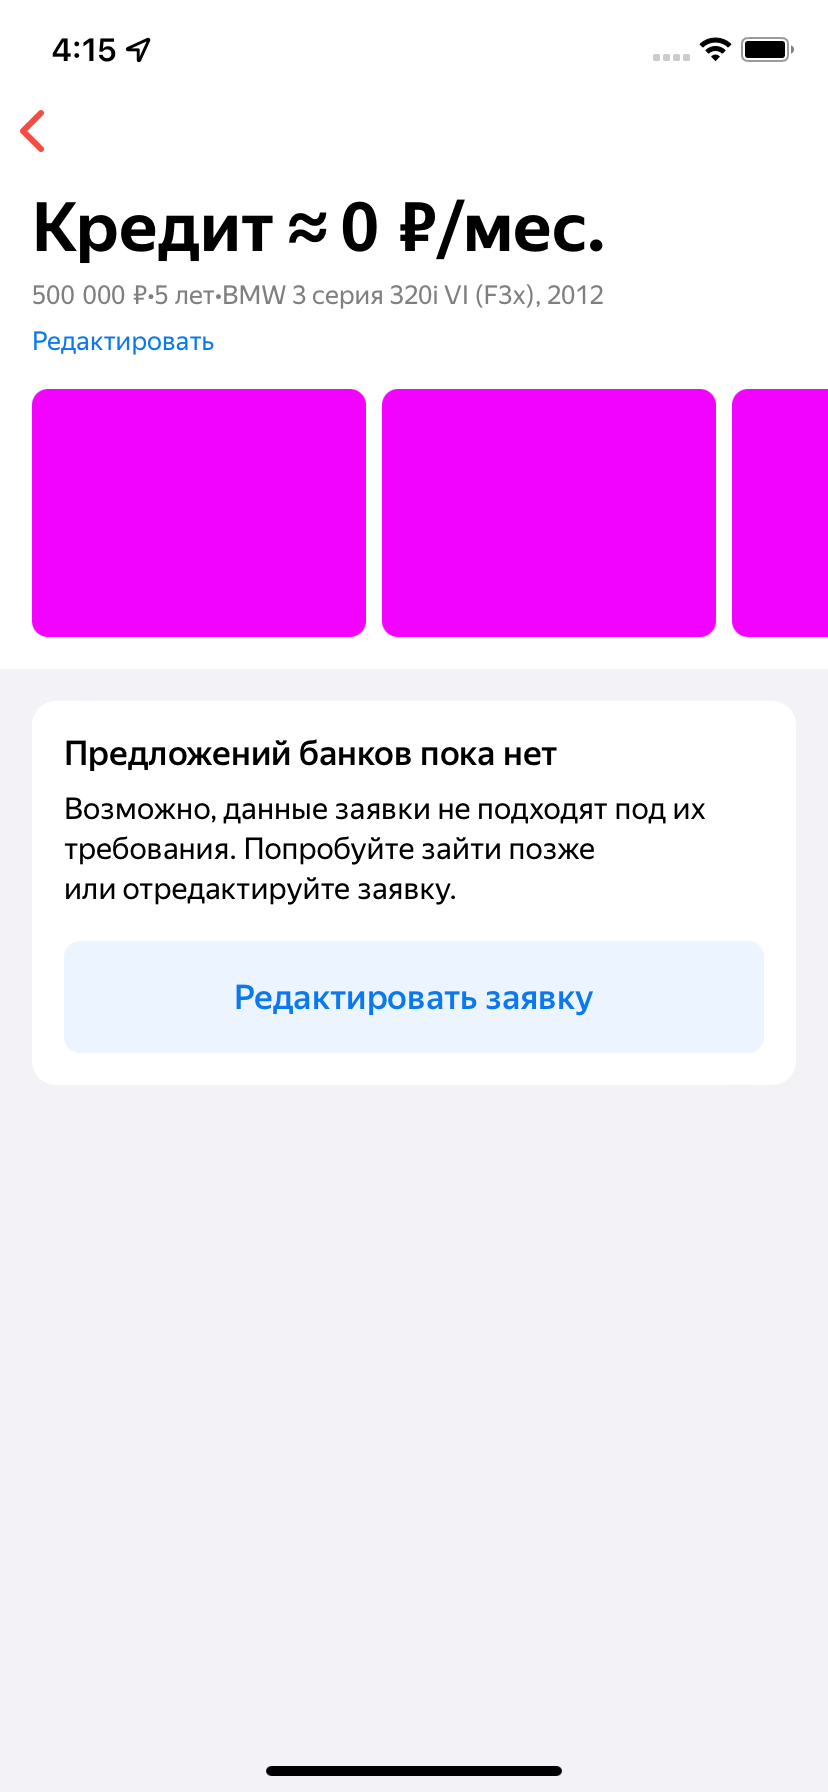 4:15
Кредит ≈ 0 ₽/мес.
500 000 ₽•5 лет•BMW 3 серия 320i VI (F3x), 2012
Редактировать
Предложений банков пока нет
Возможно, данные заявки не подходят под их
требования. Попробуйте зайти позже
или отредактируйте заявку.
Редактировать заявку